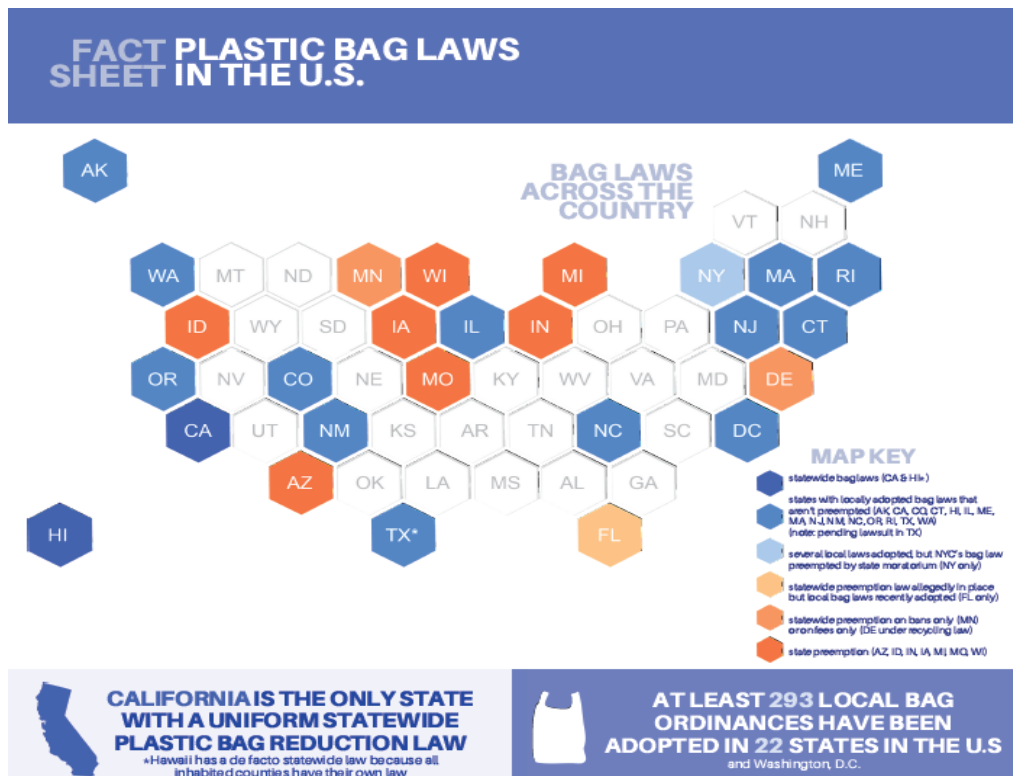 FACT SHEET
PLASTIC BAG LAWS
IN THE U.S.
BAG LAWS
ACROSS THE
COUNTRY
AK
ME
VT NH
WA MT ND MN WI MI NY MA RI
ID WY SD IA IL IN OH PA NJ CT
OR NV CO NE MO KY WV VA MD DE
CA UT NM KS AR TN NC SC DC
AZ OK LA MS AL GA
HI TX* FL
MAP KEY
statewide bag laws (CA & HI*)
states with locally adopted bag laws that
aren't preempted (AK, CA, CO, CT, HI, IL, ME,
MA, NJ, NM, NC, OR, RI, TX, WA)
(note: pending lawsuit in TX)
several local laws adopted, but NYC's bag law
preempted by state moratorium (NY only)
statewide preemption law allegedly in place
but local bag laws recently adopted (FL only)
statewide preemption on bans only (MN)
or on fees only (DE under recycling law)
state preemption (AZ, ID, IN, IA, MI, MO, WI)
CALIFORNIA IS THE ONLY STATE
WITH A UNIFORM STATEWIDE
PLASTIC BAG REDUCTION LAW
*Hawaii has a de facto statewide law because all
inhabited counties have their own law
AT LEAST 293 LOCAL BAG
ORDINANCES HAVE BEEN
ADOPTED IN 22 STATES IN THE U.S
and Washington, D.C.